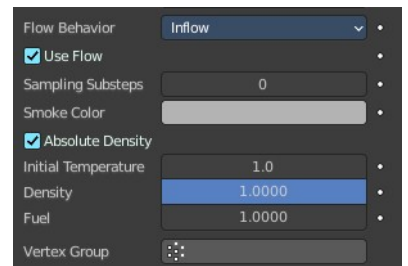 Flow Behavior Inflow
Use Flow
Sampling Substeps 0
Smoke Color
Absolute Density
Initial Temperature 1.0
Density 1.0000
Fuel 1.0000
Vertex Group